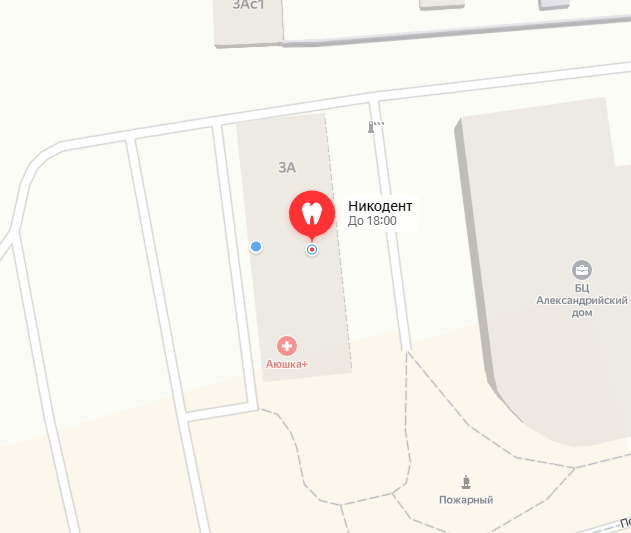 3Ас1
3А
Никодент
До 18:00
БЦ
Александрийский
дом
Аюшка+
Пожарный